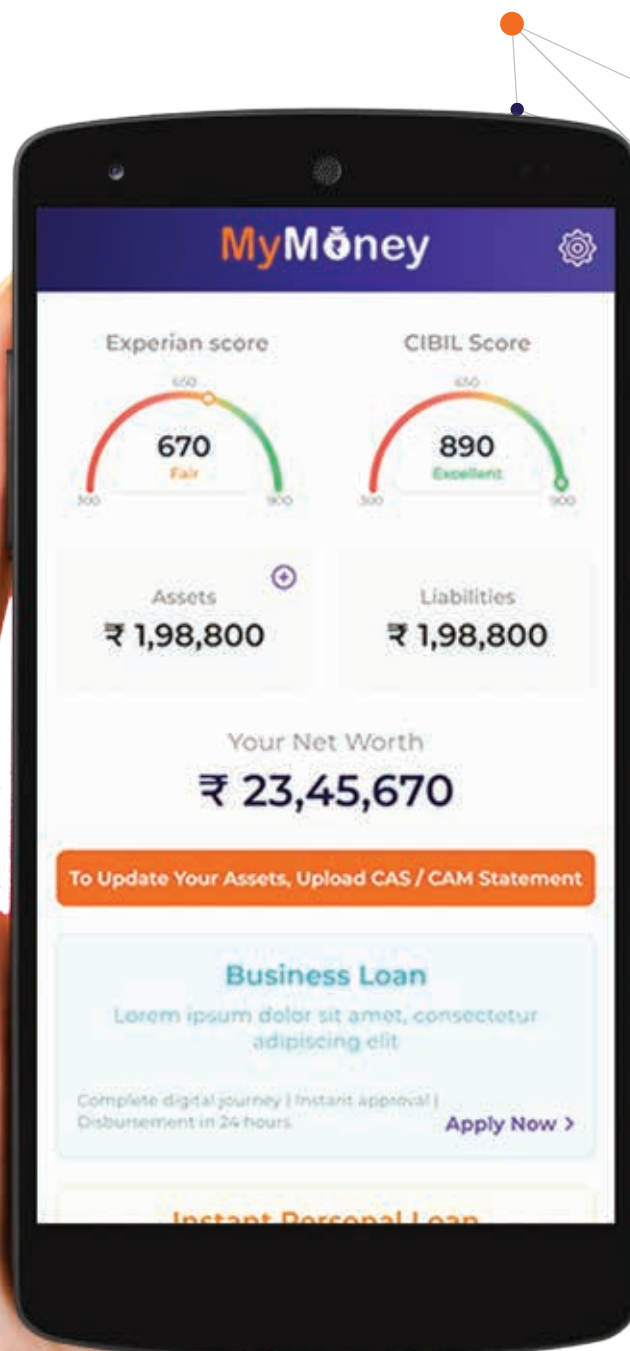 MyMoney
Experian score
CIBIL Score
650
650
670
890
Fair
Excellent
300
900
300
900
Assets
Liabilities
₹ 1,98,800
₹ 1,98,800
Your Net Worth
₹ 23,45,670
To Update Your Assets, Upload CAS / CAM Statement
Business Loan
Lorem ipsum dolor sit amet, consectetur
adipiscing elit
Complete digital journey | Instant approval |
Disbursement in 24 hours
Apply Now >
Instant Personal Loan